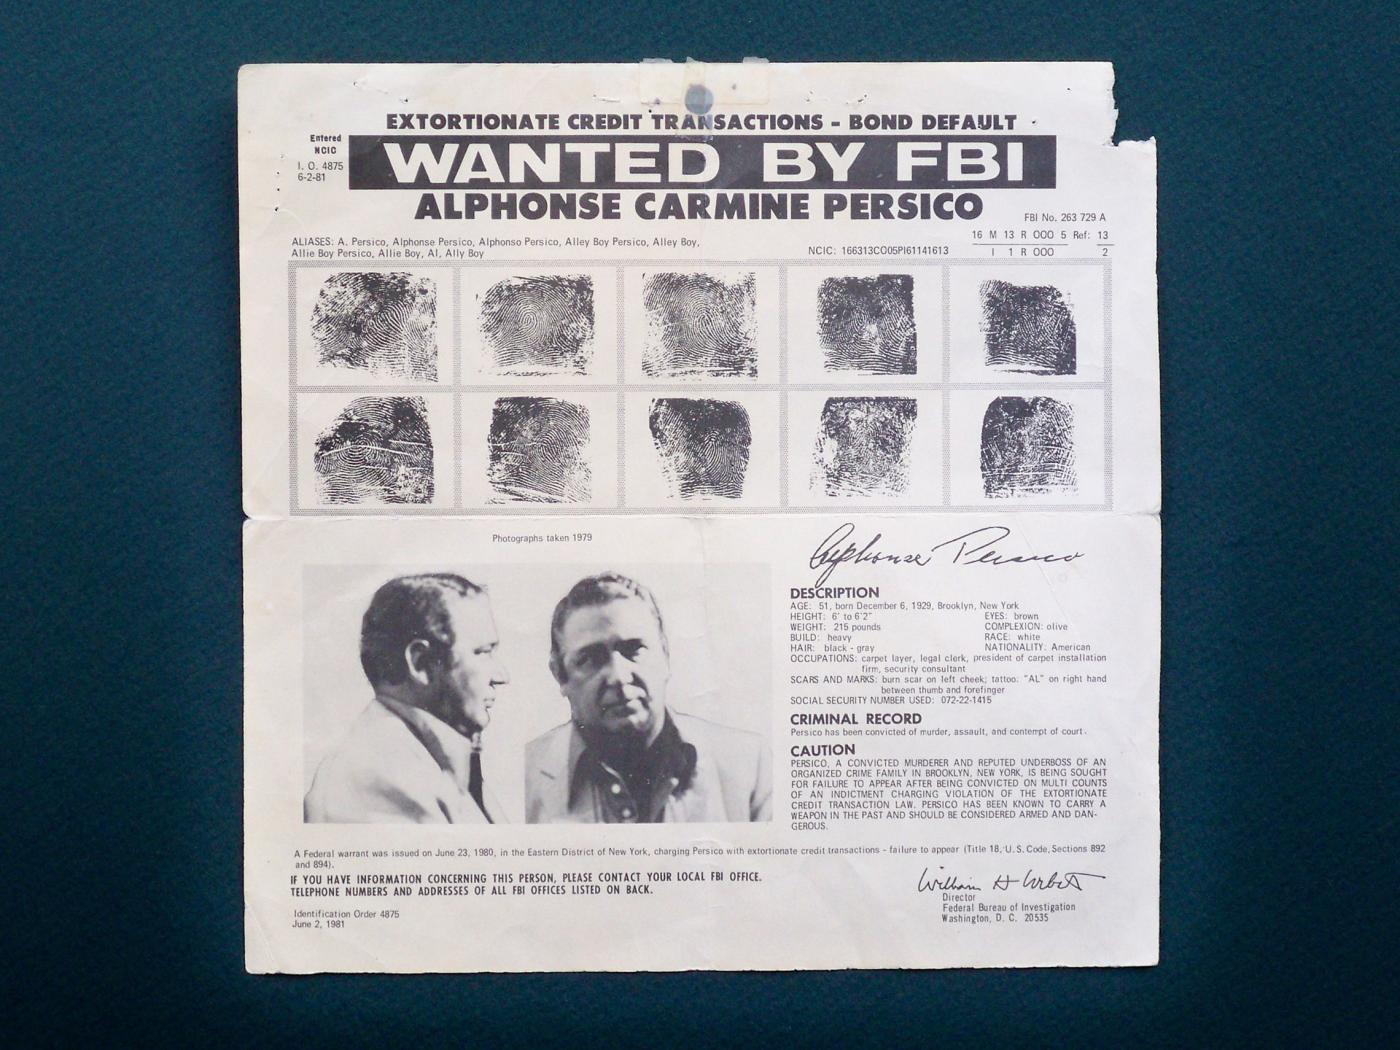 EXTORTIONATE CREDIT TRANSACTIONS - BOND DEFAULT
Entered
NCIC
I. O. 4875
6-2-81
WANTED BY FBI
ALPHONSE CARMINE PERSICO
FBI No. 263 729 A
ALIASES: A. Persico, Alphonse Persico, Alphonso Persico, Alley Boy Persico, Alley Boy,
Allie Boy Persico, Allie Boy, Al, Ally Boy
NCIC: 166313CO05PI61141613
16 M 13 R OOO 5 Ref: 13
I 1 R OOO 2
Photographs taken 1979
Alphonse Persico
DESCRIPTION
AGE: 51, born December 6, 1929, Brooklyn, New York
HEIGHT: 6' to 6'2" EYES: brown
WEIGHT: 215 pounds COMPLEXION: olive
BUILD: heavy RACE: white
HAIR: black - gray NATIONALITY: American
OCCUPATIONS: carpet layer, legal clerk, president of carpet installation
firm, security consultant
SCARS AND MARKS: burn scar on left cheek; tattoo: "AL" on right hand
between thumb and forefinger
SOCIAL SECURITY NUMBER USED: 072-22-1415
CRIMINAL RECORD
Persico has been convicted of murder, assault, and contempt of court.
CAUTION
PERSICO, A CONVICTED MURDERER AND REPUTED UNDERBOSS OF AN
ORGANIZED CRIME FAMILY IN BROOKLYN, NEW YORK, IS BEING SOUGHT
FOR FAILURE TO APPEAR AFTER BEING CONVICTED ON MULTI COUNTS
OF AN INDICTMENT CHARGING VIOLATION OF THE EXTORTIONATE
CREDIT TRANSACTION LAW. PERSICO HAS BEEN KNOWN TO CARRY A
WEAPON IN THE PAST AND SHOULD BE CONSIDERED ARMED AND DAN-
GEROUS.
A Federal warrant was issued on June 23, 1980, in the Eastern District of New York, charging Persico with extortionate credit transactions - failure to appear (Title 18, U. S. Code, Sections 892
and 894).
IF YOU HAVE INFORMATION CONCERNING THIS PERSON, PLEASE CONTACT YOUR LOCAL FBI OFFICE.
TELEPHONE NUMBERS AND ADDRESSES OF ALL FBI OFFICES LISTED ON BACK.
William H Webster
Director
Federal Bureau of Investigation
Washington, D. C. 20535
Identification Order 4875
June 2, 1981